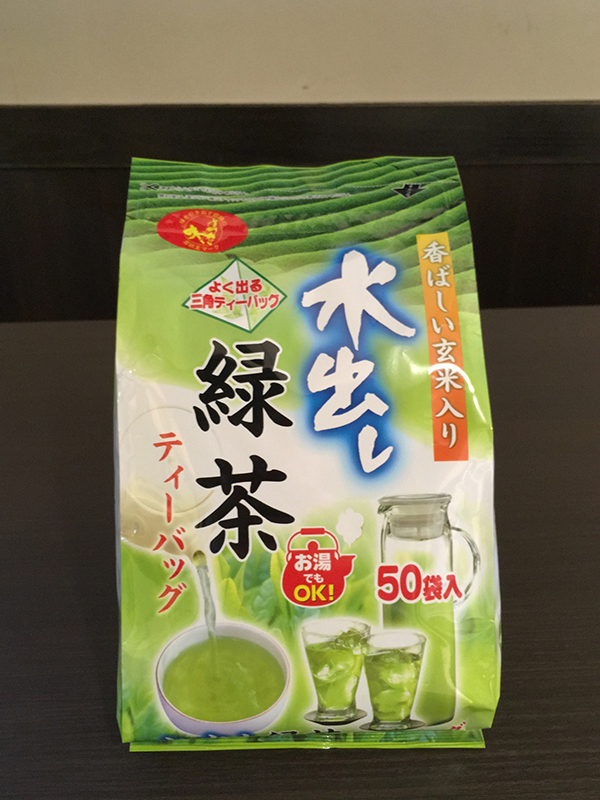 よく出る
三角ティーバッグ
香ばしい玄米入り
水出し
緑茶
ティーバッグ
お湯
でも
OK!
50袋入